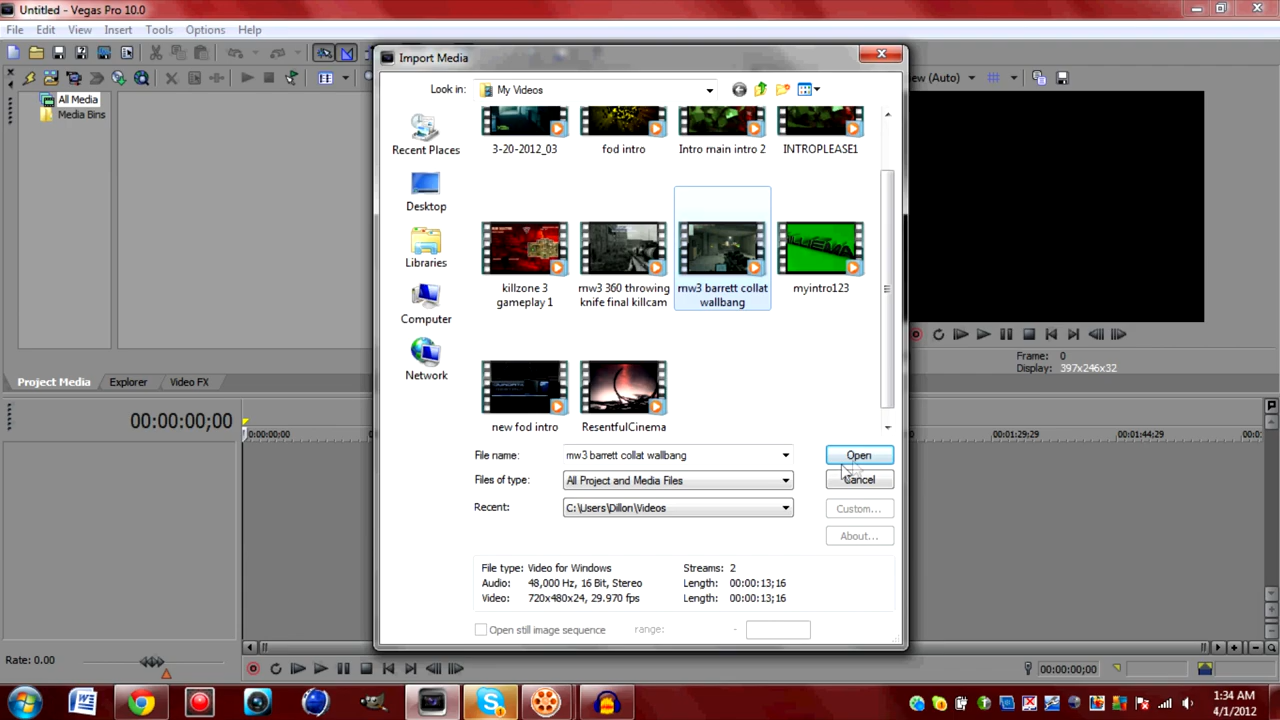 Untitled - Vegas Pro 10.0
File Edit View Insert Tools Options Help
Import Media
Look in: My Videos
ew (Auto)
All Media
Media Bins
Recent Places
Desktop
Libraries
Computer
Network
3-20-2012_03
fod intro
Intro main intro 2
INTROPLEASE1
killzone 3
gameplay 1
mw3 360 throwing
knife final killcam
mw3 barrett collat
wallbang
myintro123
new fod intro
ResentfulCinema
File name: mw3 barrett collat wallbang
Open
Files of type: All Project and Media Files
Cancel
Recent: C:\Users\Dillon\Videos
Custom...
About...
File type: Video for Windows
Streams: 2
Audio: 48,000 Hz, 16 Bit, Stereo
Length: 00:00:13;16
Video: 720x480x24, 29.970 fps
Length: 00:00:13;16
Open still image sequence
range:
-
Frame: 0
Display: 397x246x32
Project Media Explorer Video FX
00:00:00;00
0:00:00;00
00:01:29;29
00:01:44;29
00:0
Rate: 0.00
00:00:00;00
1:34 AM
4/1/2012